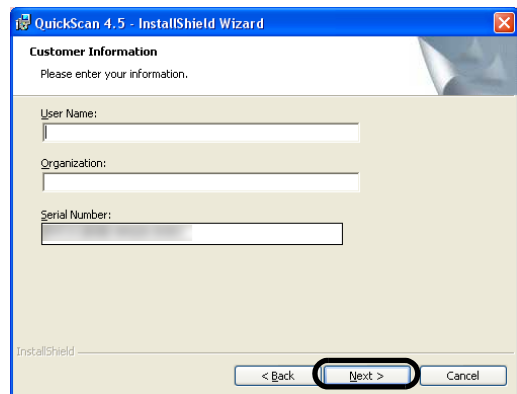 QuickScan 4.5 - InstallShield Wizard
Customer Information
Please enter your information.
User Name:
Organization:
Serial Number:
InstallShield
< Back Next > Cancel